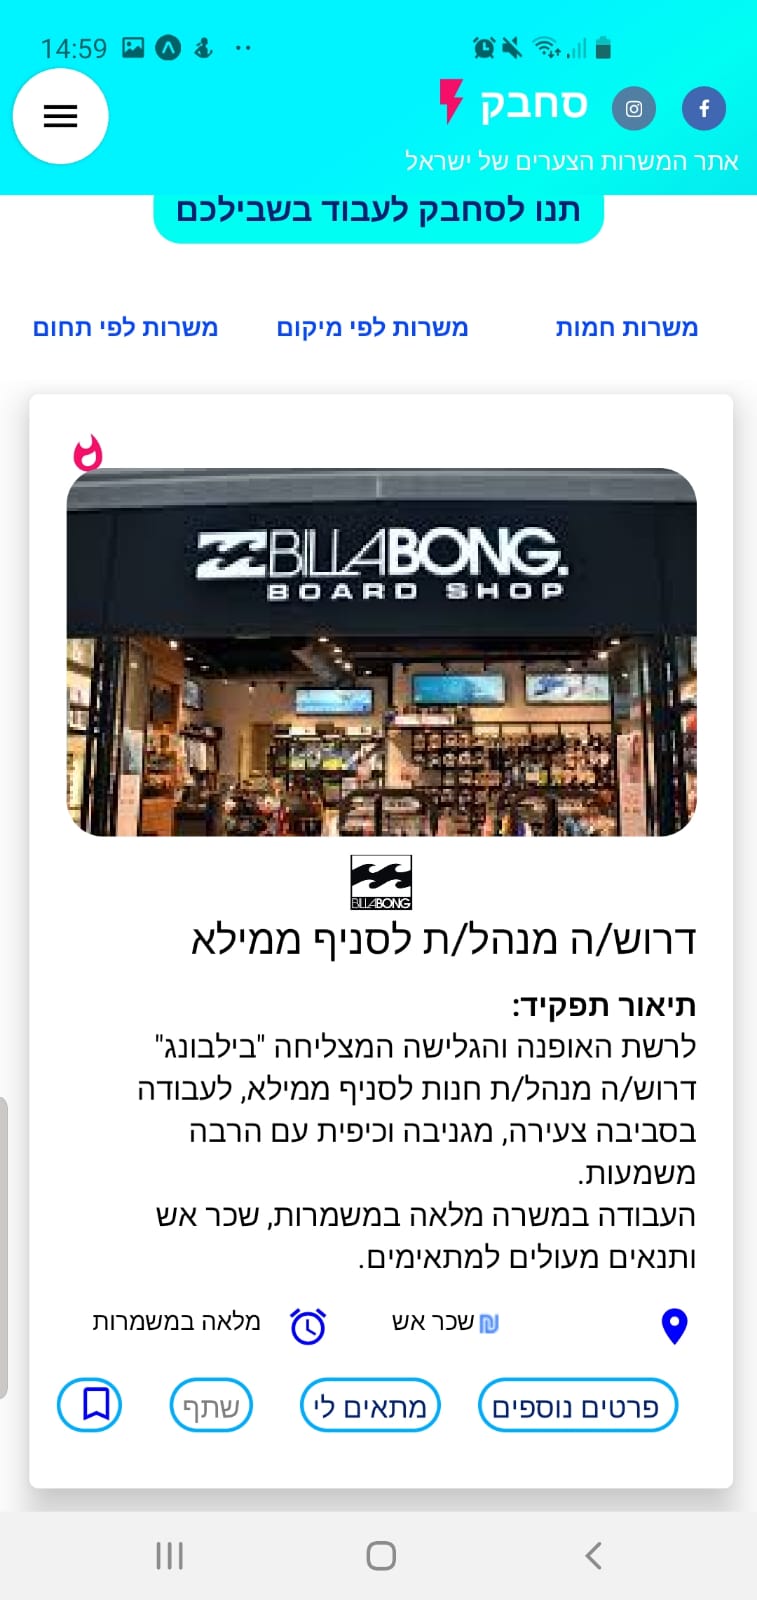 14:59
סחבק
אתר המשרות הצערים של ישראל
תנו לסחבק לעבוד בשבילכם
משרות חמות
משרות לפי מיקום
משרות לפי תחום
BILLABONG.
BOARD SHOP
BILLABONG
דרוש/ה מנהל/ת לסניף ממילא
תיאור תפקיד:
לרשת האופנה והגלישה המצליחה "בילבונג"
דרוש/ה מנהל/ת חנות לסניף ממילא, לעבודה
בסביבה צעירה, מגניבה וכיפית עם הרבה
משמעות.
העבודה במשרה מלאה במשמרות, שכר אש
ותנאים מעולים למתאימים.
₪ שכר אש
מלאה במשמרות
פרטים נוספים
מתאים לי
שתף